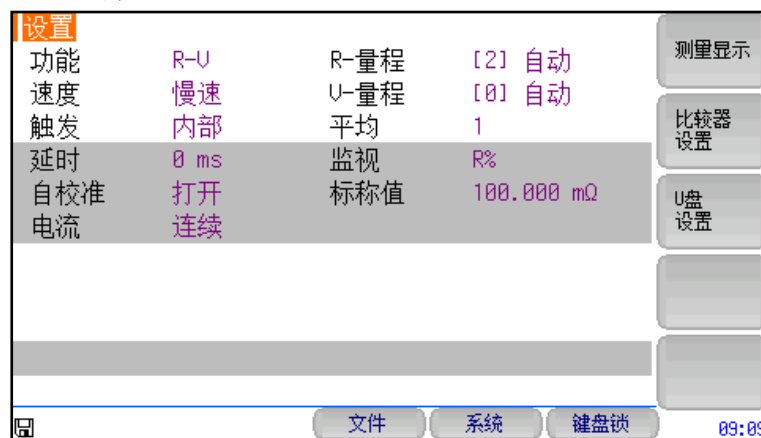 设置
功能 R-V R-量程 [2] 自动
速度 慢速 V-量程 [0] 自动
触发 内部 平均 1
延时 0 ms 监视 R%
自校准 打开 标称值 100.000 mΩ
电流 连续
测量显示
比较器
设置
U盘
设置
文件 系统 键盘锁 09:09